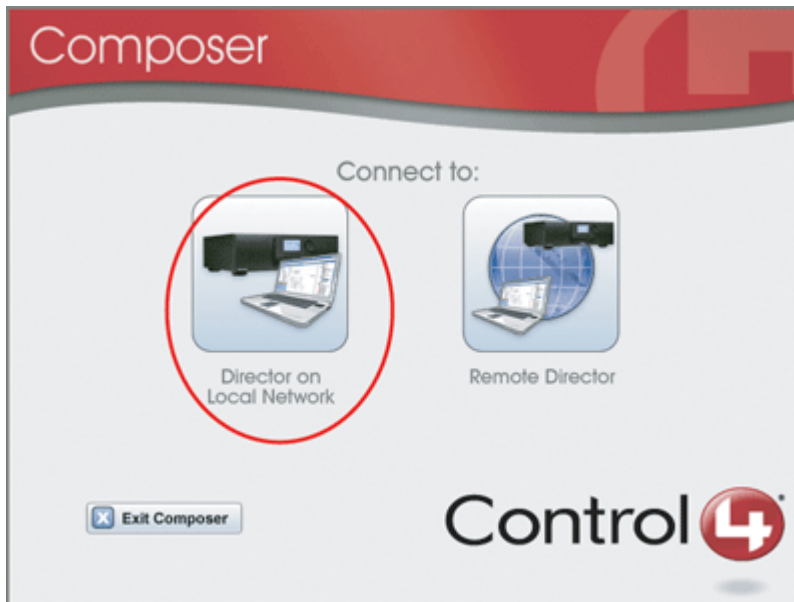 Composer
Connect to:
Director on
Local Network
Remote Director
Exit Composer
Control4